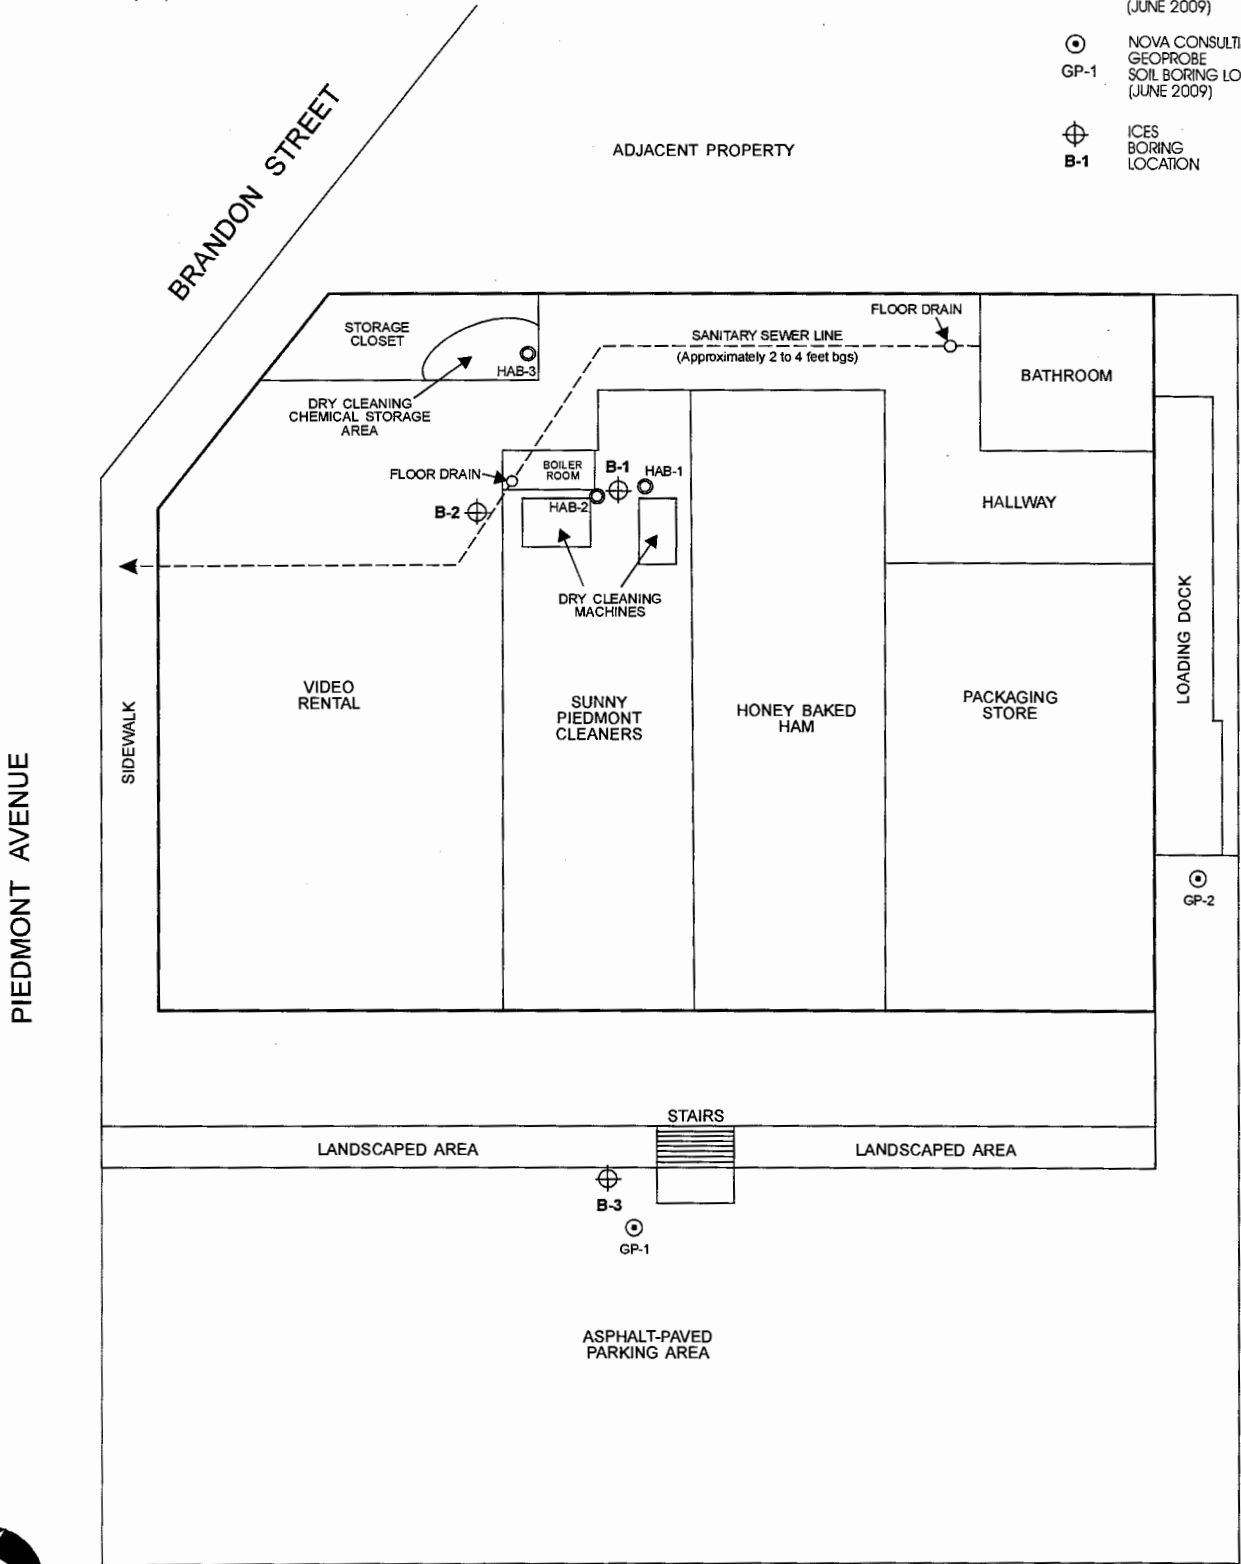 (JUNE 2009)
GP-1
NOVA CONSULTI
GEOPROBE
SOIL BORING LO
(JUNE 2009)
B-1
ICES
BORING
LOCATION
BRANDON STREET
ADJACENT PROPERTY
STORAGE
CLOSET
HAB-3
DRY CLEANING
CHEMICAL STORAGE
AREA
FLOOR DRAIN
SANITARY SEWER LINE
(Approximately 2 to 4 feet bgs)
BATHROOM
FLOOR DRAIN
BOILER
ROOM
B-1
HAB-1
B-2
HAB-2
HALLWAY
DRY CLEANING
MACHINES
LOADING DOCK
VIDEO
RENTAL
SUNNY
PIEDMONT
CLEANERS
HONEY BAKED
HAM
PACKAGING
STORE
SIDEWALK
PIEDMONT AVENUE
GP-2
STAIRS
LANDSCAPED AREA
LANDSCAPED AREA
B-3
GP-1
ASPHALT-PAVED
PARKING AREA